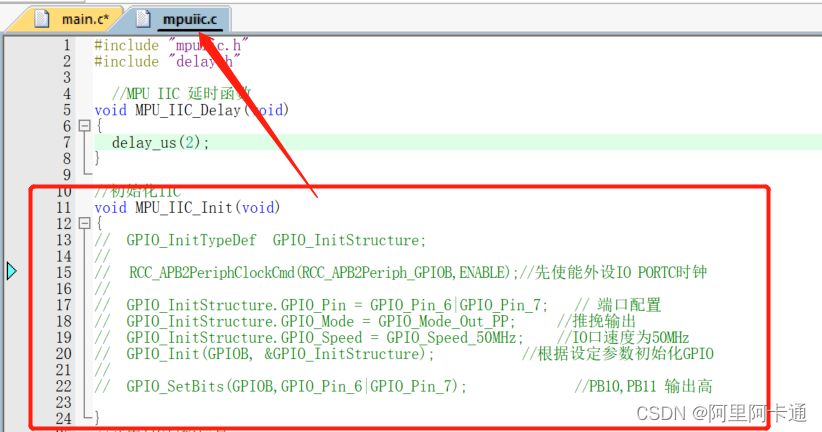 main.c* mpuiic.c
1 #include "mpuiic.h"
2 #include "delay.h"
3
4 //MPU IIC 延时函数
5 void MPU_IIC_Delay(void)
6 {
7 delay_us(2);
8 }
9
10 //初始化IIC
11 void MPU_IIC_Init(void)
12 {
13 // GPIO_InitTypeDef GPIO_InitStructure;
14 //
15 // RCC_APB2PeriphClockCmd(RCC_APB2Periph_GPIOB,ENABLE);//先使能外设IO PORTC时钟
16 //
17 // GPIO_InitStructure.GPIO_Pin = GPIO_Pin_6|GPIO_Pin_7; // 端口配置
18 // GPIO_InitStructure.GPIO_Mode = GPIO_Mode_Out_PP; //推挽输出
19 // GPIO_InitStructure.GPIO_Speed = GPIO_Speed_50MHz; //IO口速度为50MHz
20 // GPIO_Init(GPIOB, &GPIO_InitStructure); //根据设定参数初始化GPIO
21 //
22 // GPIO_SetBits(GPIOB,GPIO_Pin_6|GPIO_Pin_7); //PB10,PB11 输出高
23
24 }
CSDN @阿里阿卡通